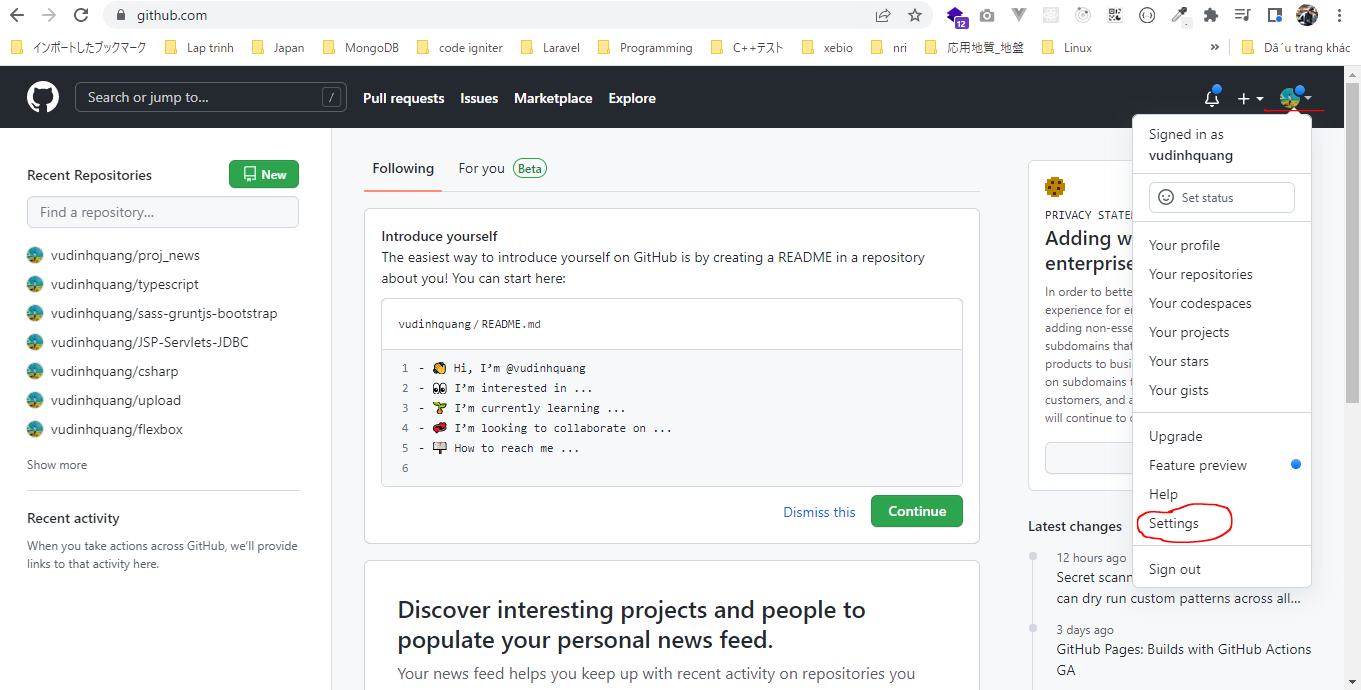 github.com
12
インポートしたブックマーク
Lap trinh
Japan
MongoDB
code igniter
Laravel
Programming
C++テスト
xebio
nri
応用地質_地盤
Linux
»
Dấu trang khác
Search or jump to...
/
Pull requests
Issues
Marketplace
Explore
Signed in as
vudinhquang
Set status
Your profile
Your repositories
Your codespaces
Your projects
Your stars
Your gists
Upgrade
Feature preview
Help
Settings
Sign out
Recent Repositories
New
Find a repository...
vudinhquang/proj_news
vudinhquang/typescript
vudinhquang/sass-gruntjs-bootstrap
vudinhquang/JSP-Servlets-JDBC
vudinhquang/csharp
vudinhquang/upload
vudinhquang/flexbox
Show more
Recent activity
When you take actions across GitHub, we’ll provide
links to that activity here.
Following
For you
Beta
Introduce yourself
The easiest way to introduce yourself on GitHub is by creating a README in a repository
about you! You can start here:
vudinhquang/README.md
1 - 👋 Hi, I’m @vudinhquang
2 - 👀 I’m interested in ...
3 - 🌱 I’m currently learning ...
4 - 💞️ I’m looking to collaborate on ...
5 - 📫 How to reach me ...
6
Dismiss this
Continue
Discover interesting projects and people to
populate your personal news feed.
Your news feed helps you keep up with recent activity on repositories you
PRIVACY STATE
Adding w
enterprise
In order to bette
experience for e
adding non-esse
subdomains that
products to busi
on subdomains
customers, and a
will continue to
Latest changes
12 hours ago
Secret scann
can dry run custom patterns across all...
3 days ago
GitHub Pages: Builds with GitHub Actions
GA